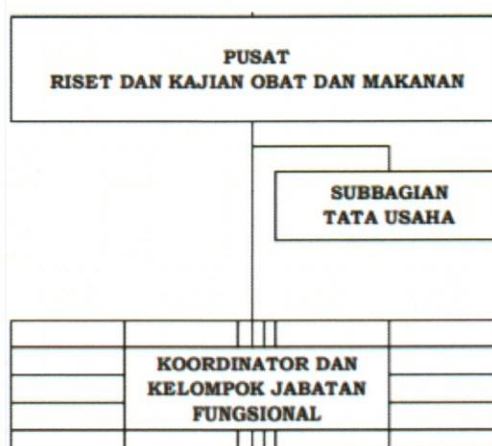 PUSAT
RISET DAN KAJIAN OBAT DAN MAKANAN
SUBBAGIAN
TATA USAHA
KOORDINATOR DAN
KELOMPOK JABATAN
FUNGSIONAL